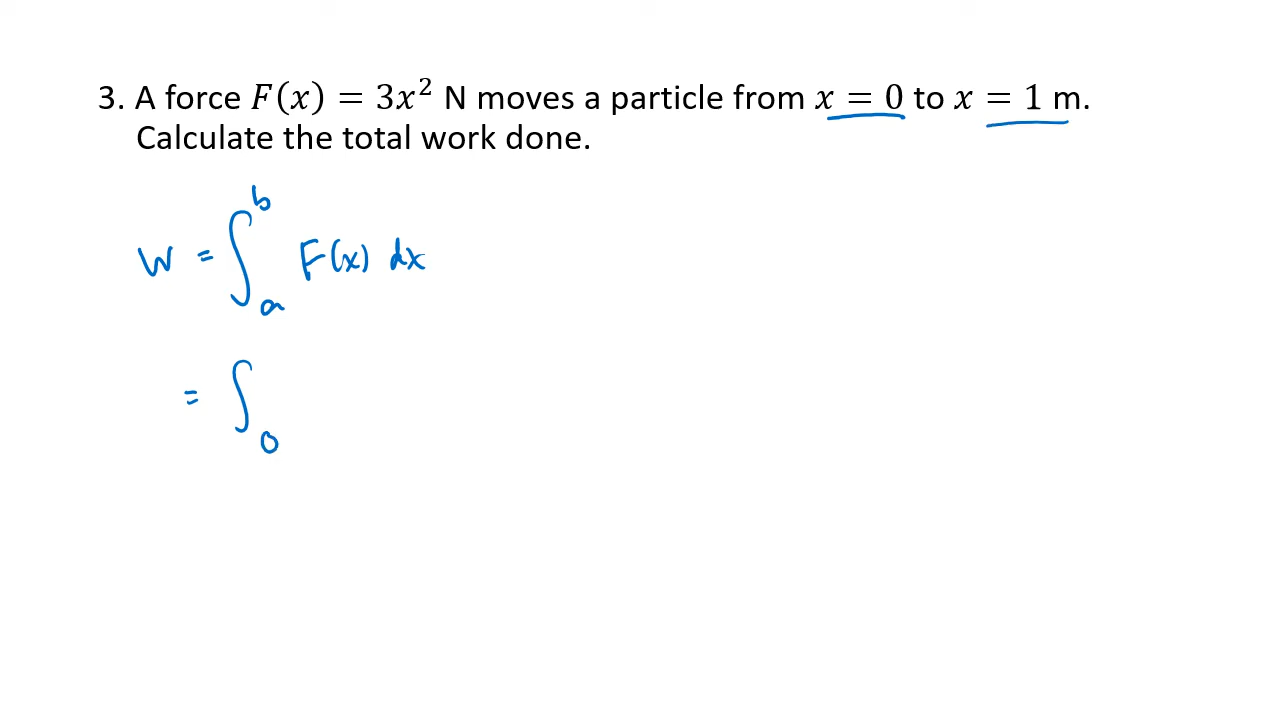 3. A force F(x) = 3x² N moves a particle from x = 0 to x = 1 m.
Calculate the total work done.
W = ∫ₐᵇ F(x) dx
= ∫₀